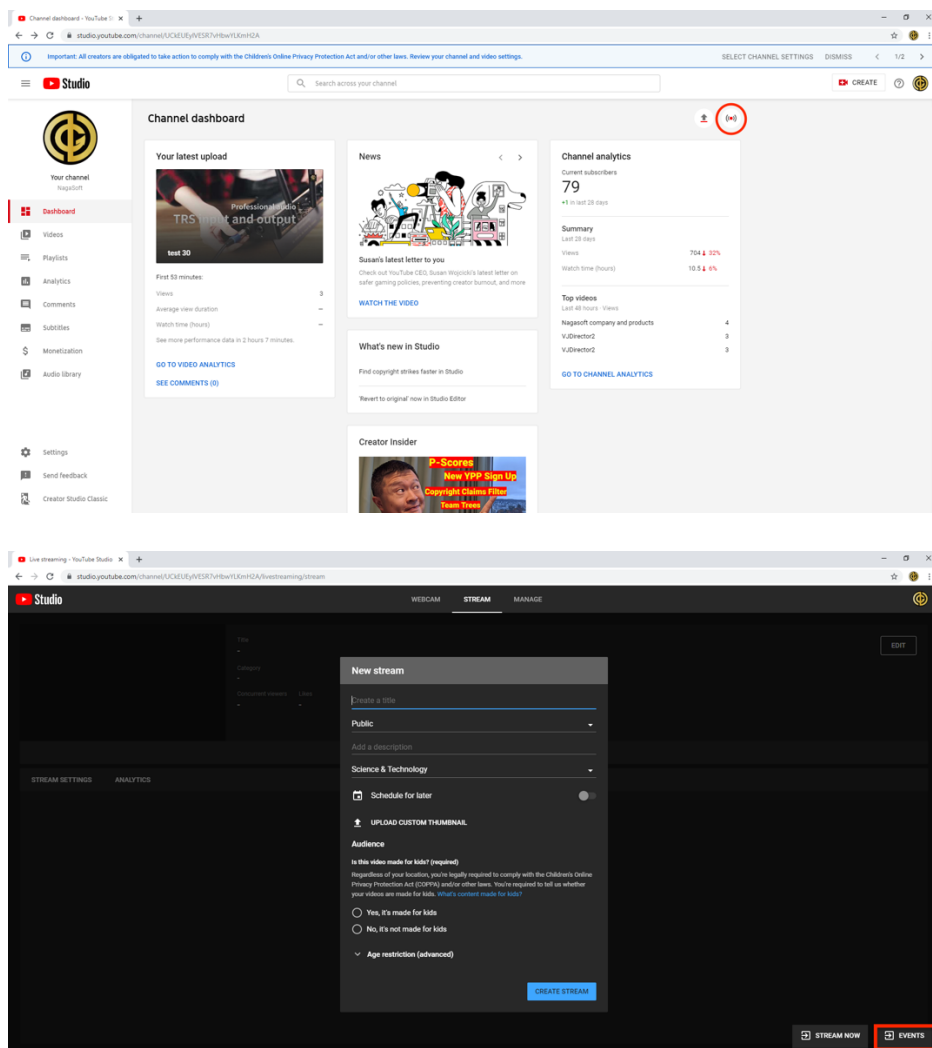 Channel dashboard - YouTube St
studio.youtube.com/channel/UCkEUEyIVESR7vHbwYLKmH2A
Important: All creators are obligated to take action to comply with the Children's Online Privacy Protection Act and/or other laws. Review your channel and video settings.
SELECT CHANNEL SETTINGS DISMISS 1/2
Studio
Search across your channel
CREATE
Channel dashboard
Your channel
NagaSoft
Dashboard
Videos
Playlists
Analytics
Comments
Subtitles
Monetization
Audio library
Settings
Send feedback
Creator Studio Classic
Your latest upload
Professional Audio
TRS input and output
test 30
First 53 minutes:
Views 3
Average view duration –
Watch time (hours) –
See more performance data in 2 hours 7 minutes.
GO TO VIDEO ANALYTICS
SEE COMMENTS (0)
News
Susan's latest letter to you
Check out YouTube CEO, Susan Wojcicki's latest letter on
safer gaming policies, preventing creator burnout, and more
WATCH THE VIDEO
What's new in Studio
Find copyright strikes faster in Studio
'Revert to original' now in Studio Editor
Creator Insider
P-Scores
New YPP Sign Up
Copyright Claims Filter
Team Trees
Channel analytics
Current subscribers
79
+1 in last 28 days
Summary
Last 28 days
Views 704 32%
Watch time (hours) 10.5 6%
Top videos
Last 48 hours · Views
Nagasoft company and products 4
VJDirector2 3
VJDirector2 3
GO TO CHANNEL ANALYTICS
Live streaming - YouTube Studio
studio.youtube.com/channel/UCkEUEyIVESR7vHbwYLKmH2A/livestreaming/stream
Studio
WEBCAM STREAM MANAGE
Title
-
Category
-
Concurrent viewers Likes
- -
EDIT
STREAM SETTINGS ANALYTICS
New stream
Create a title
Public
Add a description
Science & Technology
Schedule for later
UPLOAD CUSTOM THUMBNAIL
Audience
Is this video made for kids? (required)
Regardless of your location, you're legally required to comply with the Children's Online
Privacy Protection Act (COPPA) and/or other laws. You're required to tell us whether
your videos are made for kids. What's content made for kids?
Yes, it's made for kids
No, it's not made for kids
Age restriction (advanced)
CREATE STREAM
STREAM NOW
EVENTS